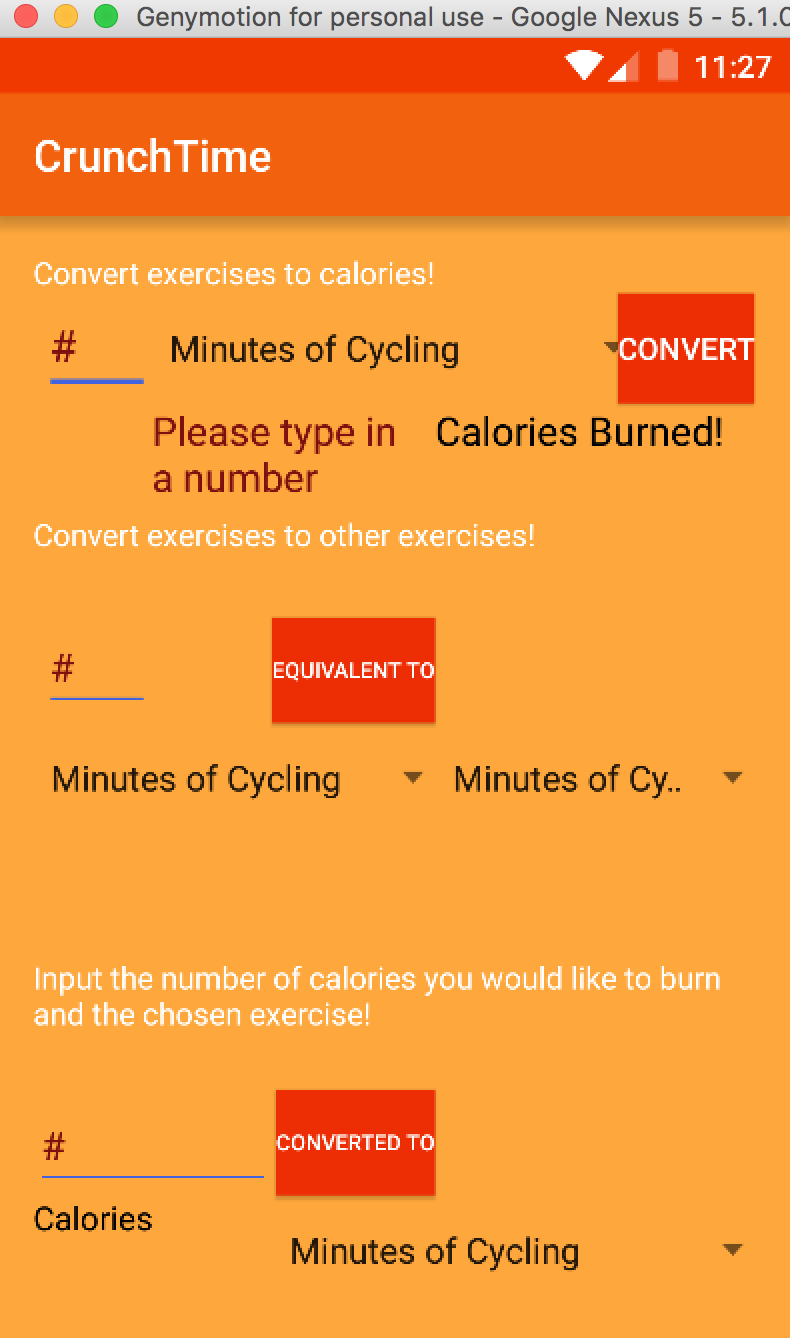 Genymotion for personal use - Google Nexus 5 - 5.1.0
11:27
CrunchTime
Convert exercises to calories!
# Minutes of Cycling CONVERT
Please type in Calories Burned!
a number
Convert exercises to other exercises!
# EQUIVALENT TO
Minutes of Cycling Minutes of Cy..
Input the number of calories you would like to burn
and the chosen exercise!
# CONVERTED TO
Calories
Minutes of Cycling